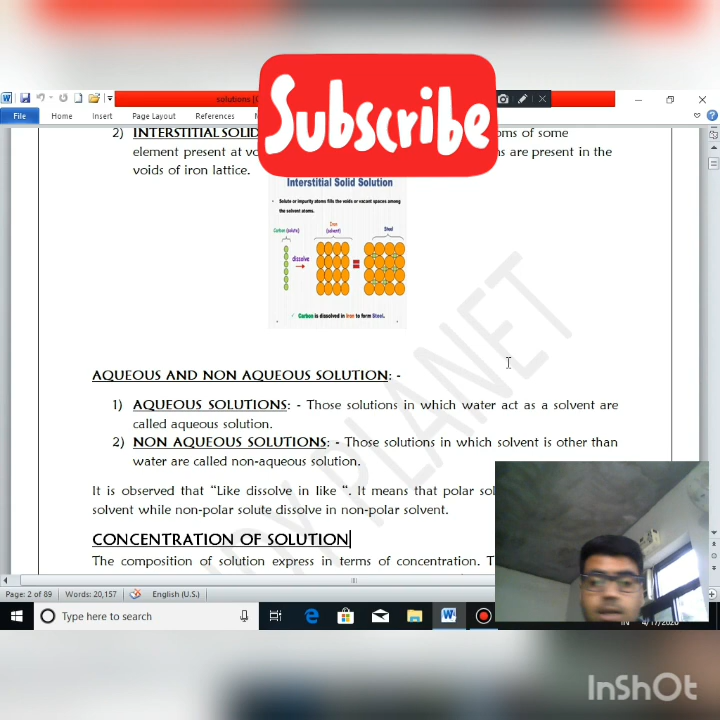 Subscribe
solutions [C
File Home Insert Page Layout References
2) INTERSTITIAL SOLID
oms of some
element present at vo
ns are present in the
voids of iron lattice.
Interstitial Solid Solution
• Solute or impurity atoms fills the voids or vacant spaces among
the solvent atoms.
Carbon (solute)
Iron
(solvent)
Steel
dissolve
=
✓ Carbon is dissolved in Iron to form Steel.
PLANET
AQUEOUS AND NON AQUEOUS SOLUTION: -
1) AQUEOUS SOLUTIONS: - Those solutions in which water act as a solvent are
called aqueous solution.
2) NON AQUEOUS SOLUTIONS: - Those solutions in which solvent is other than
water are called non-aqueous solution.
It is observed that “Like dissolve in like “. It means that polar sol
solvent while non-polar solute dissolve in non-polar solvent.
CONCENTRATION OF SOLUTION
The composition of solution express in terms of concentration. T
Page: 2 of 89 Words: 20,157 English (U.S.)
Type here to search
IN 4/17/2020
InShOt